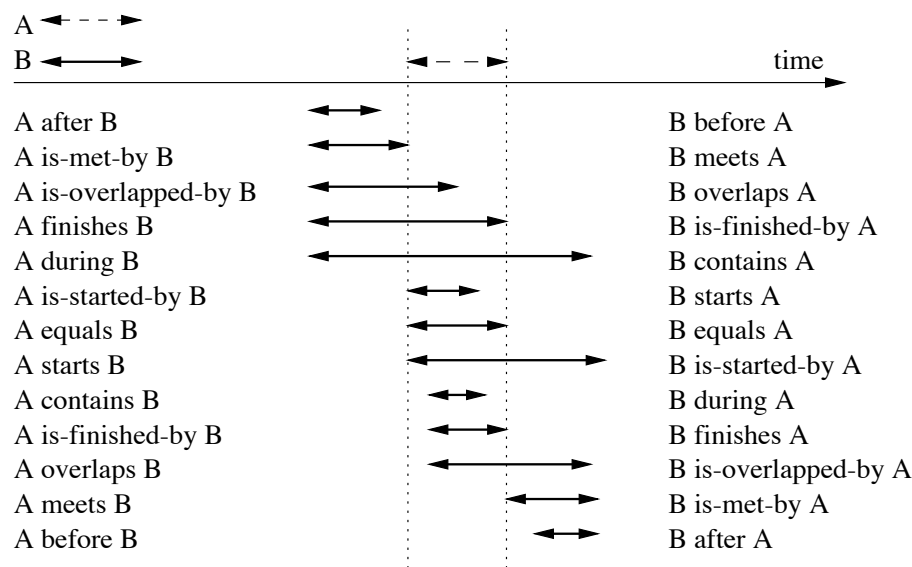 A
B time
A after B B before A
A is-met-by B B meets A
A is-overlapped-by B B overlaps A
A finishes B B is-finished-by A
A during B B contains A
A is-started-by B B starts A
A equals B B equals A
A starts B B is-started-by A
A contains B B during A
A is-finished-by B B finishes A
A overlaps B B is-overlapped-by A
A meets B B is-met-by A
A before B B after A